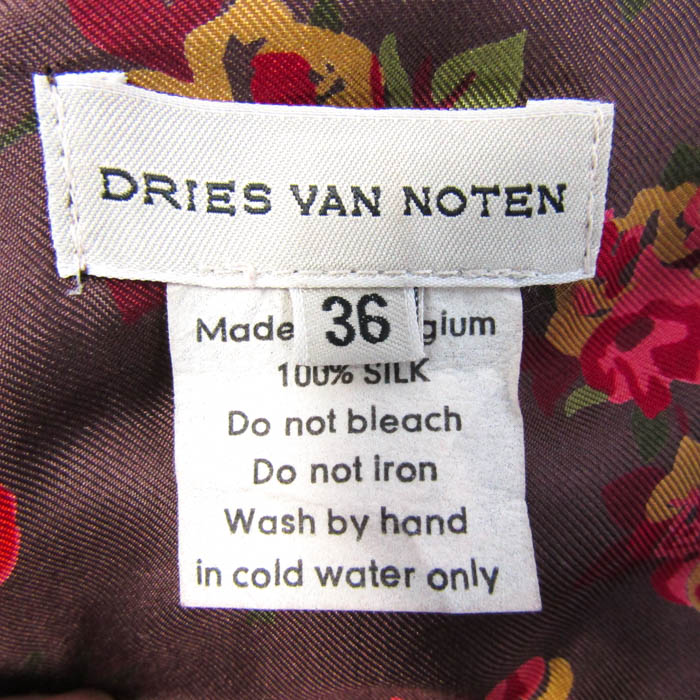 DRIES VAN NOTEN
36
Made gium
100% SILK
Do not bleach
Do not iron
Wash by hand
in cold water only